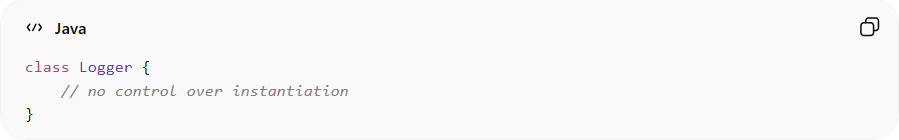 Java
class Logger {
    // no control over instantiation
}